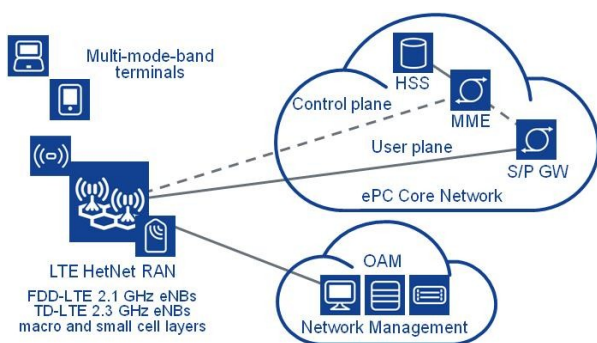 Multi-mode-band
terminals
HSS
Control plane
MME
User plane
S/P GW
ePC Core Network
LTE HetNet RAN
FDD-LTE 2.1 GHz eNBs
TD-LTE 2.3 GHz eNBs
macro and small cell layers
OAM
Network Management